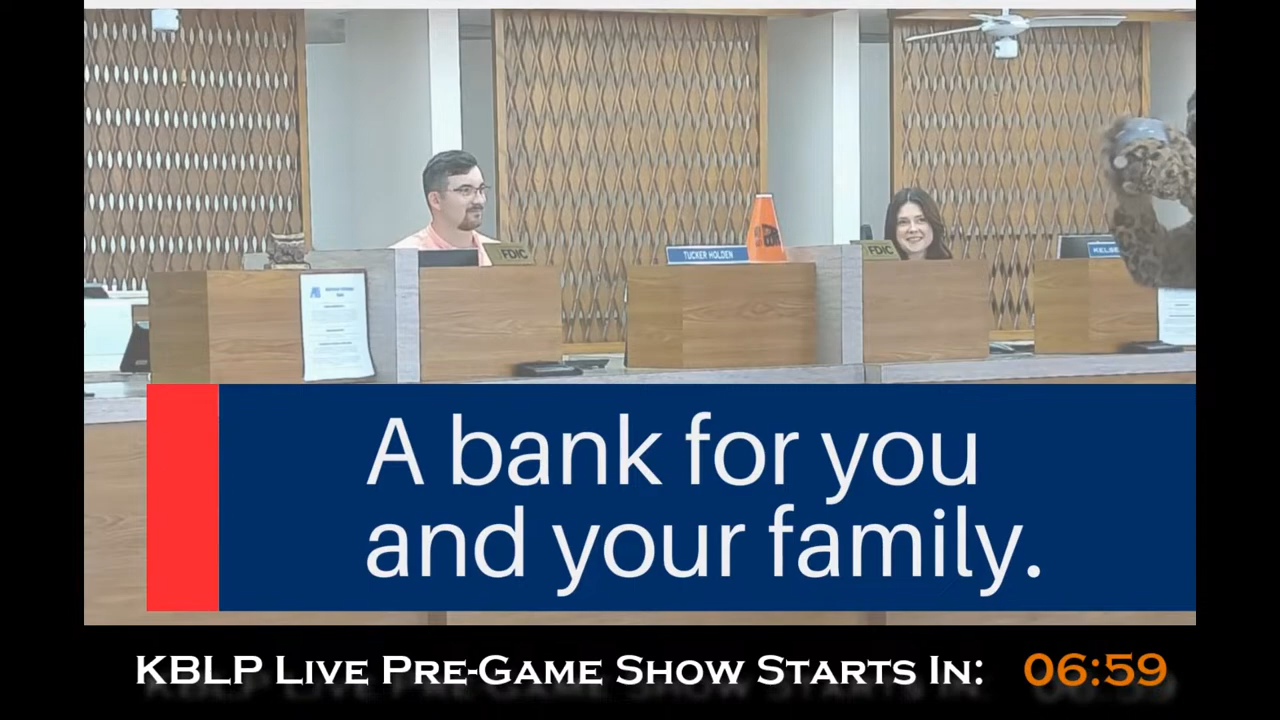 FDIC
TUCKER HOLDEN
FDIC
A bank for you
and your family.
KBLP Live Pre-Game Show Starts In: 06:59